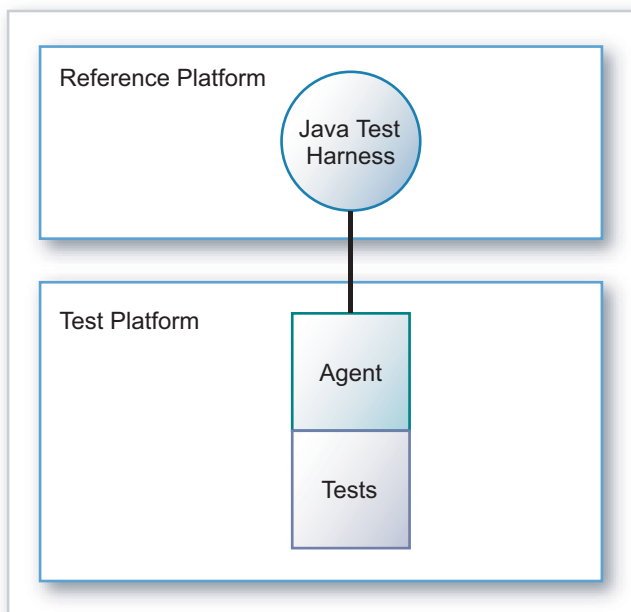 Reference Platform
Java Test
Harness
Test Platform
Agent
Tests